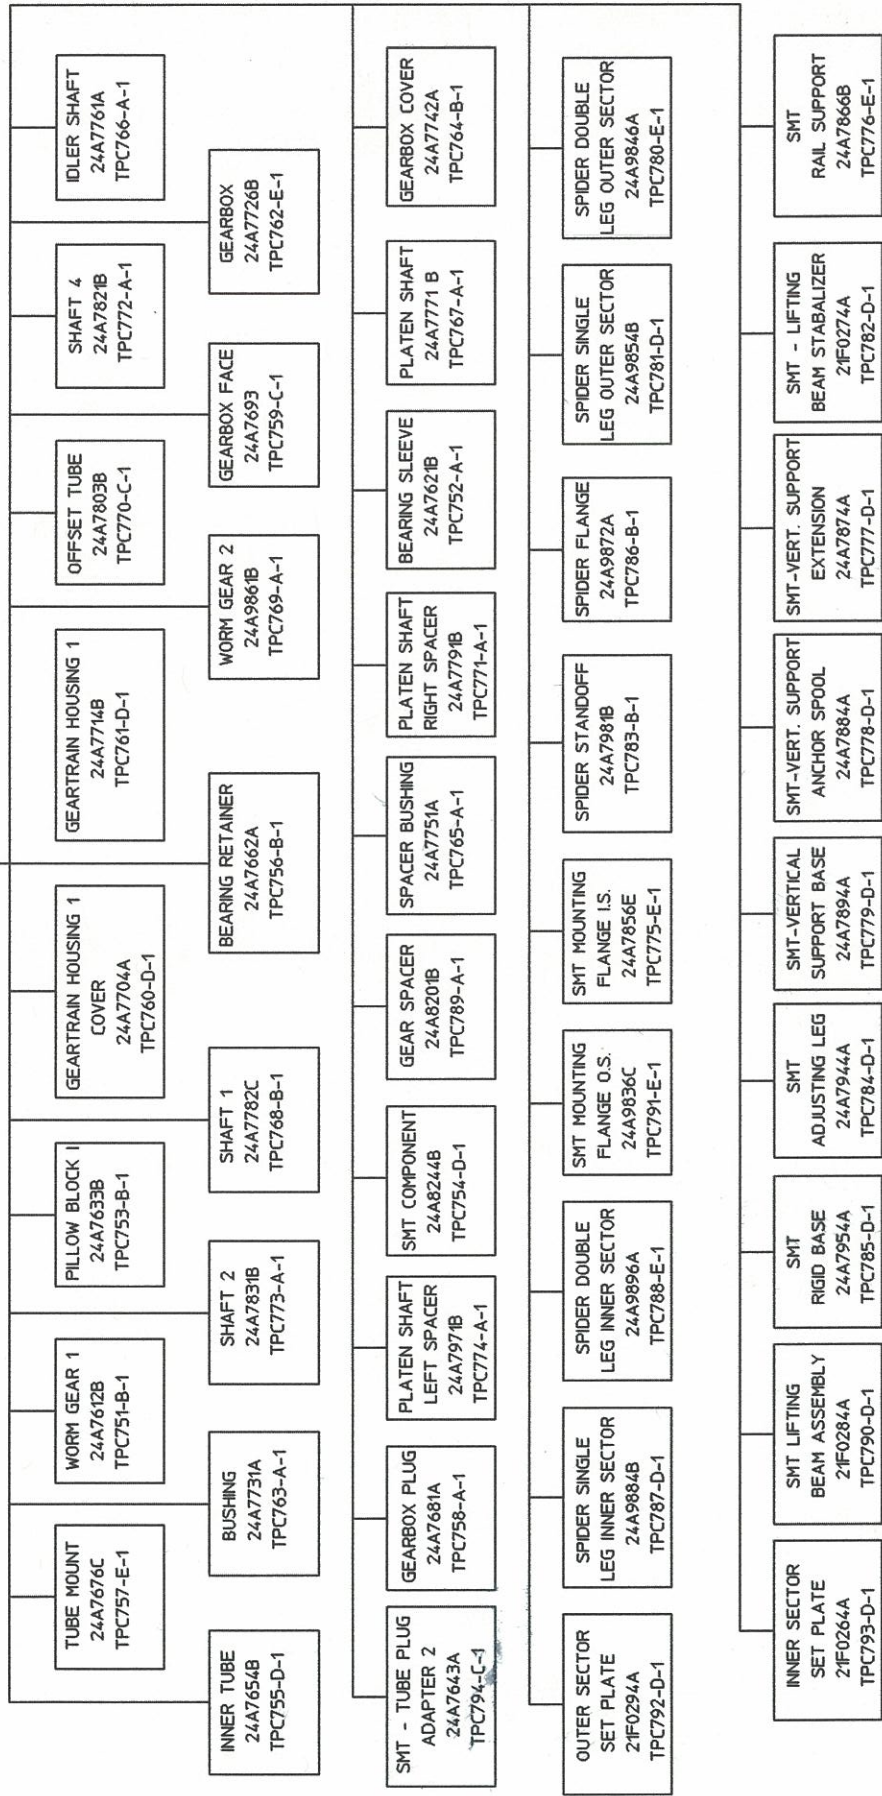 TUBE MOUNT
24A7676C
TPC757-E-1
WORM GEAR 1
24A7612B
TPC751-B-1
PILLOW BLOCK I
24A7633B
TPC753-B-1
GEARTRAIN HOUSING 1
COVER
24A7704A
TPC760-D-1
GEARTRAIN HOUSING 1
24A7714B
TPC761-D-1
OFFSET TUBE
24A7803B
TPC770-C-1
SHAFT 4
24A7821B
TPC772-A-1
IDLER SHAFT
24A7761A
TPC766-A-1
INNER TUBE
24A7654B
TPC755-D-1
BUSHING
24A7731A
TPC763-A-1
SHAFT 2
24A7831B
TPC773-A-1
SHAFT 1
24A7782C
TPC768-B-1
BEARING RETAINER
24A7662A
TPC756-B-1
WORM GEAR 2
24A9861B
TPC769-A-1
GEARBOX FACE
24A7693
TPC759-C-1
GEARBOX
24A7726B
TPC762-E-1
SMT - TUBE PLUG
ADAPTER 2
24A7643A
TPC794-C-1
GEARBOX PLUG
24A7681A
TPC758-A-1
PLATEN SHAFT
LEFT SPACER
24A7971B
TPC774-A-1
SMT COMPONENT
24A8244B
TPC754-D-1
GEAR SPACER
24A8201B
TPC789-A-1
SPACER BUSHING
24A7751A
TPC765-A-1
PLATEN SHAFT
RIGHT SPACER
24A7791B
TPC771-A-1
BEARING SLEEVE
24A7621B
TPC752-A-1
PLATEN SHAFT
24A7771 B
TPC767-A-1
GEARBOX COVER
24A7742A
TPC764-B-1
OUTER SECTOR
SET PLATE
21F0294A
TPC792-D-1
SPIDER SINGLE
LEG INNER SECTOR
24A9884B
TPC787-D-1
SPIDER DOUBLE
LEG INNER SECTOR
24A9896A
TPC788-E-1
SMT MOUNTING
FLANGE O.S.
24A9836C
TPC791-E-1
SMT MOUNTING
FLANGE I.S.
24A7856E
TPC775-E-1
SPIDER STANDOFF
24A7981B
TPC783-B-1
SPIDER FLANGE
24A9872A
TPC786-B-1
SPIDER SINGLE
LEG OUTER SECTOR
24A9854B
TPC781-D-1
SPIDER DOUBLE
LEG OUTER SECTOR
24A9846A
TPC780-E-1
INNER SECTOR
SET PLATE
21F0264A
TPC793-D-1
SMT LIFTING
BEAM ASSEMBLY
21F0284A
TPC790-D-1
SMT
RIGID BASE
24A7954A
TPC785-D-1
SMT
ADJUSTING LEG
24A7944A
TPC784-D-1
SMT-VERTICAL
SUPPORT BASE
24A7894A
TPC779-D-1
SMT-VERT. SUPPORT
ANCHOR SPOOL
24A7884A
TPC778-D-1
SMT-VERT. SUPPORT
EXTENSION
24A7874A
TPC777-D-1
SMT - LIFTING
BEAM STABALIZER
21F0274A
TPC782-D-1
SMT
RAIL SUPPORT
24A7866B
TPC776-E-1